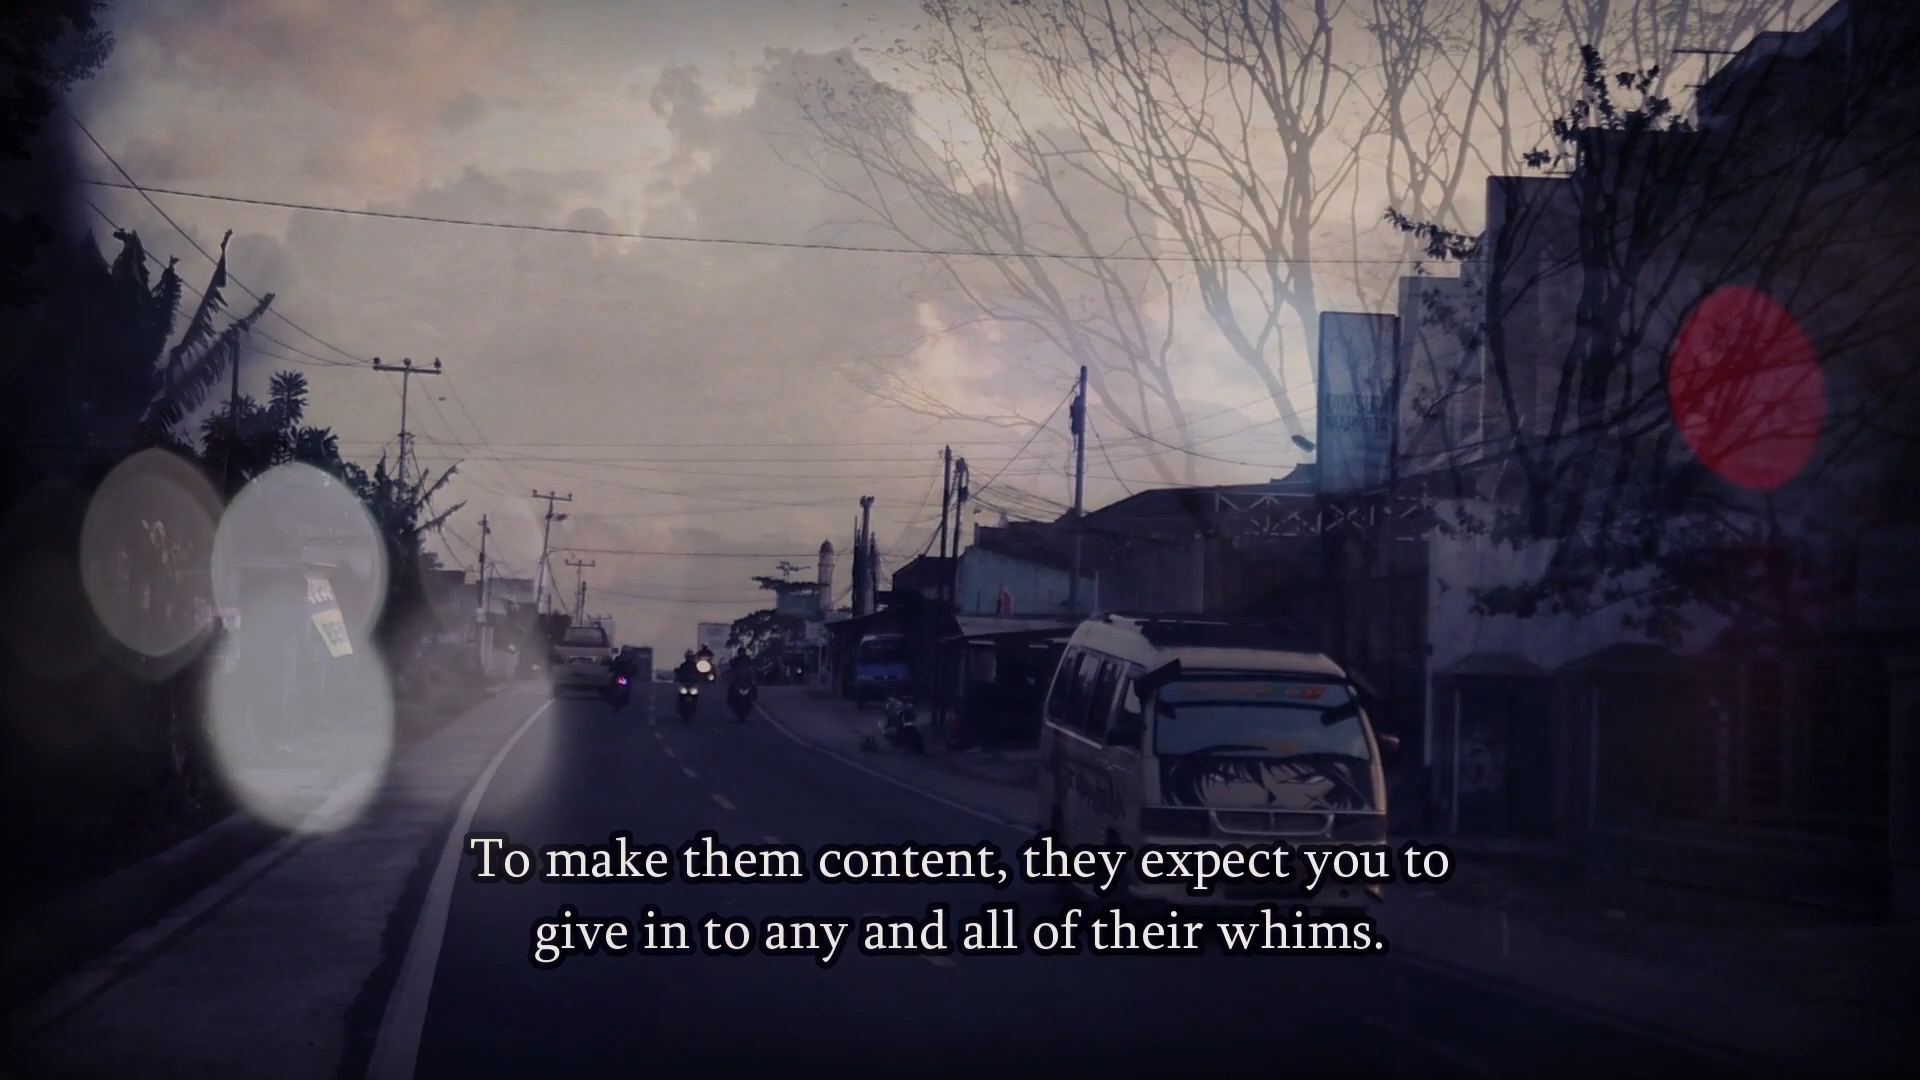 To make them content, they expect you to
give in to any and all of their whims.